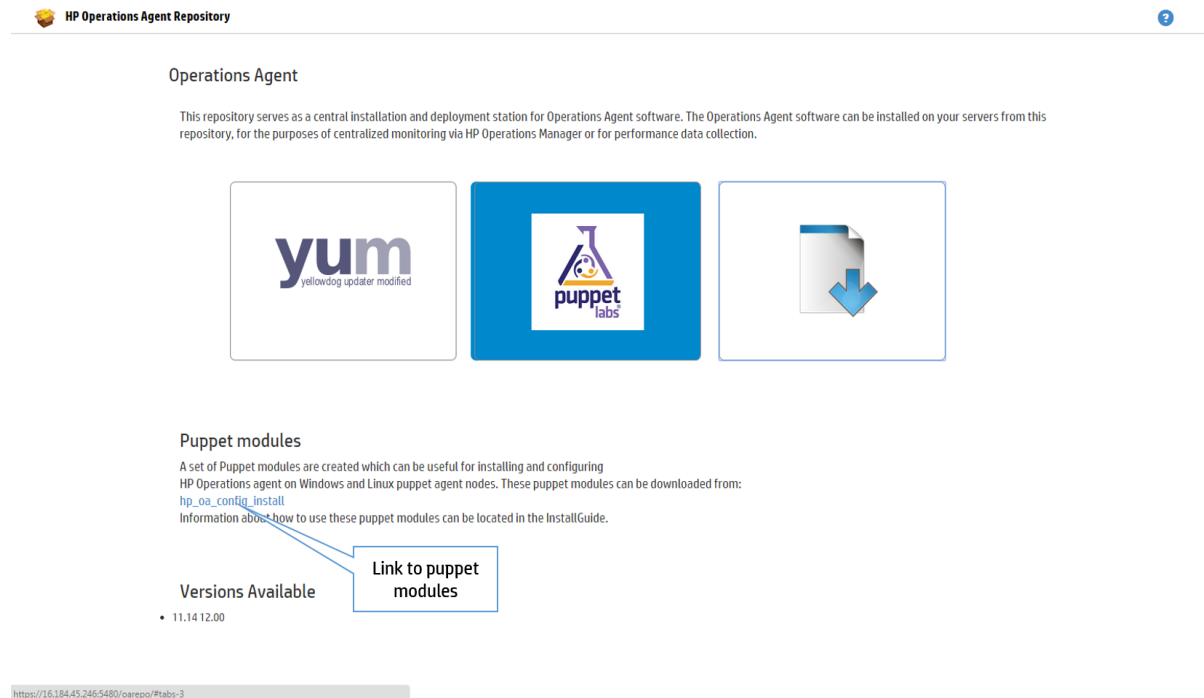 HP Operations Agent Repository
?
Operations Agent
This repository serves as a central installation and deployment station for Operations Agent software. The Operations Agent software can be installed on your servers from this
repository, for the purposes of centralized monitoring via HP Operations Manager or for performance data collection.
yum
yellowdog updater modified
puppet
labs®
Puppet modules
A set of Puppet modules are created which can be useful for installing and configuring
HP Operations agent on Windows and Linux puppet agent nodes. These puppet modules can be downloaded from:
hp_oa_config_install
Information about how to use these puppet modules can be located in the InstallGuide.
Link to puppet
modules
Versions Available
• 11.14 12.00
https://16.184.45.246:5480/oarepo/#tabs-3